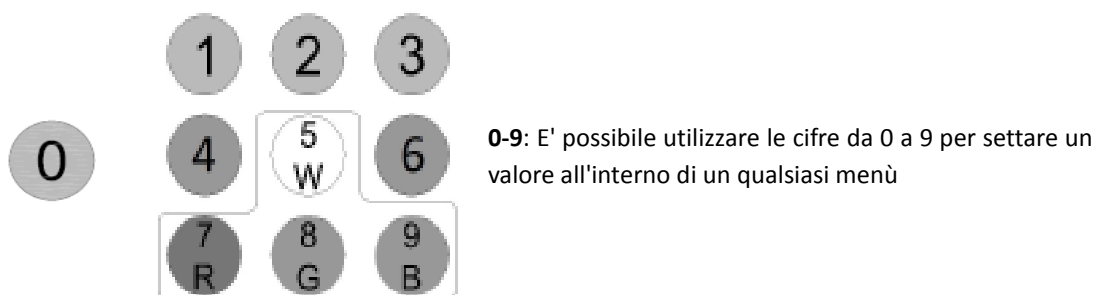 1 2 3
0 4 5 6
W
7 8 9
R G B
0-9: E' possibile utilizzare le cifre da 0 a 9 per settare un
valore all'interno di un qualsiasi menù